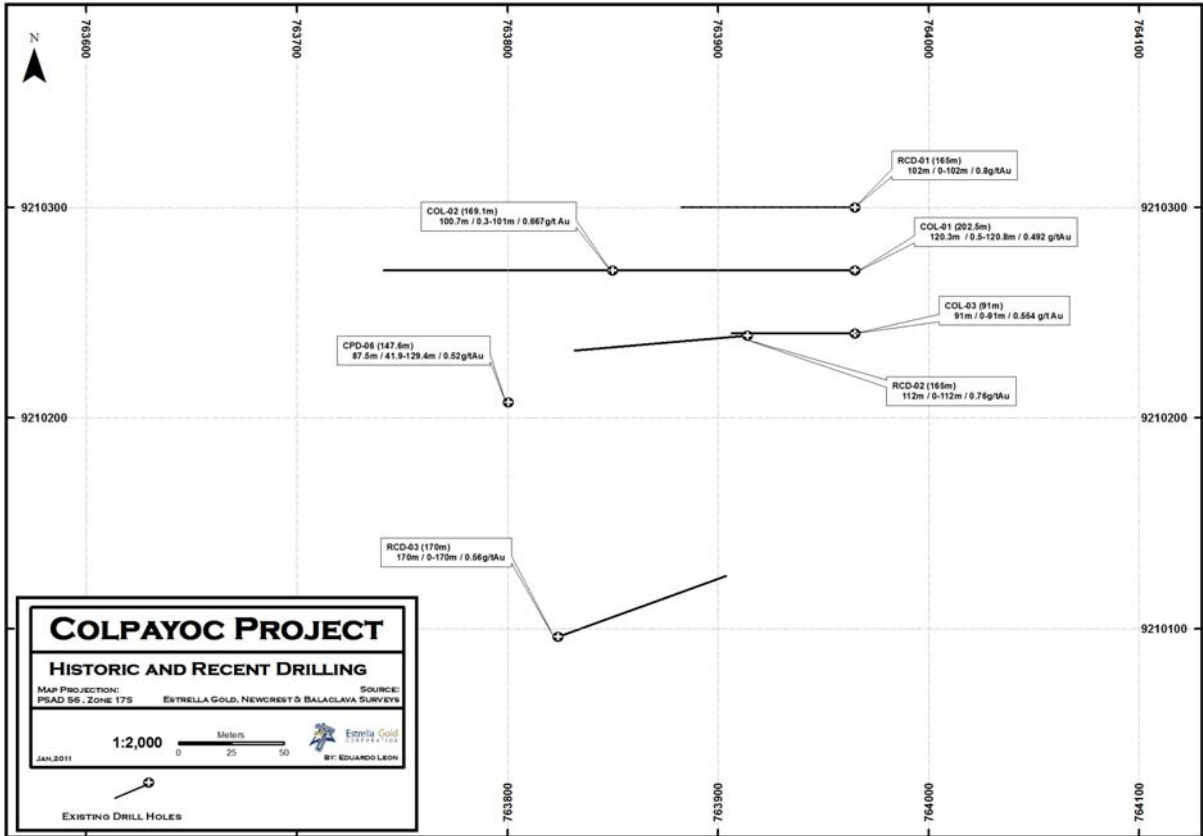 763600
763700
763800
763900
764000
764100
N
RCD-01 (165m)
102m / 0-102m / 0.8g/tAu
9210300
9210300
COL-02 (169.1m)
100.7m / 0.3-101m / 0.667g/t Au
COL-01 (202.5m)
120.3m / 0.5-120.8m / 0.492 g/tAu
COL-03 (91m)
91m / 0-91m / 0.554 g/t Au
CPD-06 (147.6m)
87.5m / 41.9-129.4m / 0.52g/tAu
RCD-02 (165m)
112m / 0-112m / 0.76g/tAu
9210200
9210200
RCD-03 (170m)
170m / 0-170m / 0.56g/tAu
9210100
COLPAYOC PROJECT
HISTORIC AND RECENT DRILLING
MAP PROJECTION:
PSAD 56 , ZONE 17S
SOURCE:
ESTRELLA GOLD, NEWCREST & BALACLAVA SURVEYS
1:2,000
Meters
0 25 50
Estrella Gold
CORPORATION
JAN,2011
BY: EDUARDO LEON
EXISTING DRILL HOLES
763800
763900
764000
764100